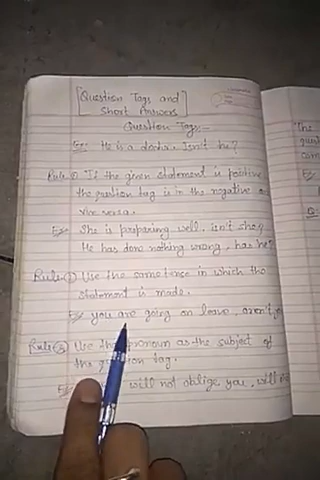 [Question Tags and
Short Answers]
Question Tags –
Ex: He is a doctor. Isn't he?
Rule ① If the given statement is positive
the question tag is in the negative or
vice versa.
Ex She is preparing well, isn't she?
He has done nothing wrong, has he?
Rule ② Use the same tense in which the
statement is made.
Ex you are going on leave, aren't
Rule ③ Use the pronoun as the subject of
the question tag.
Ex will not oblige you, will
The